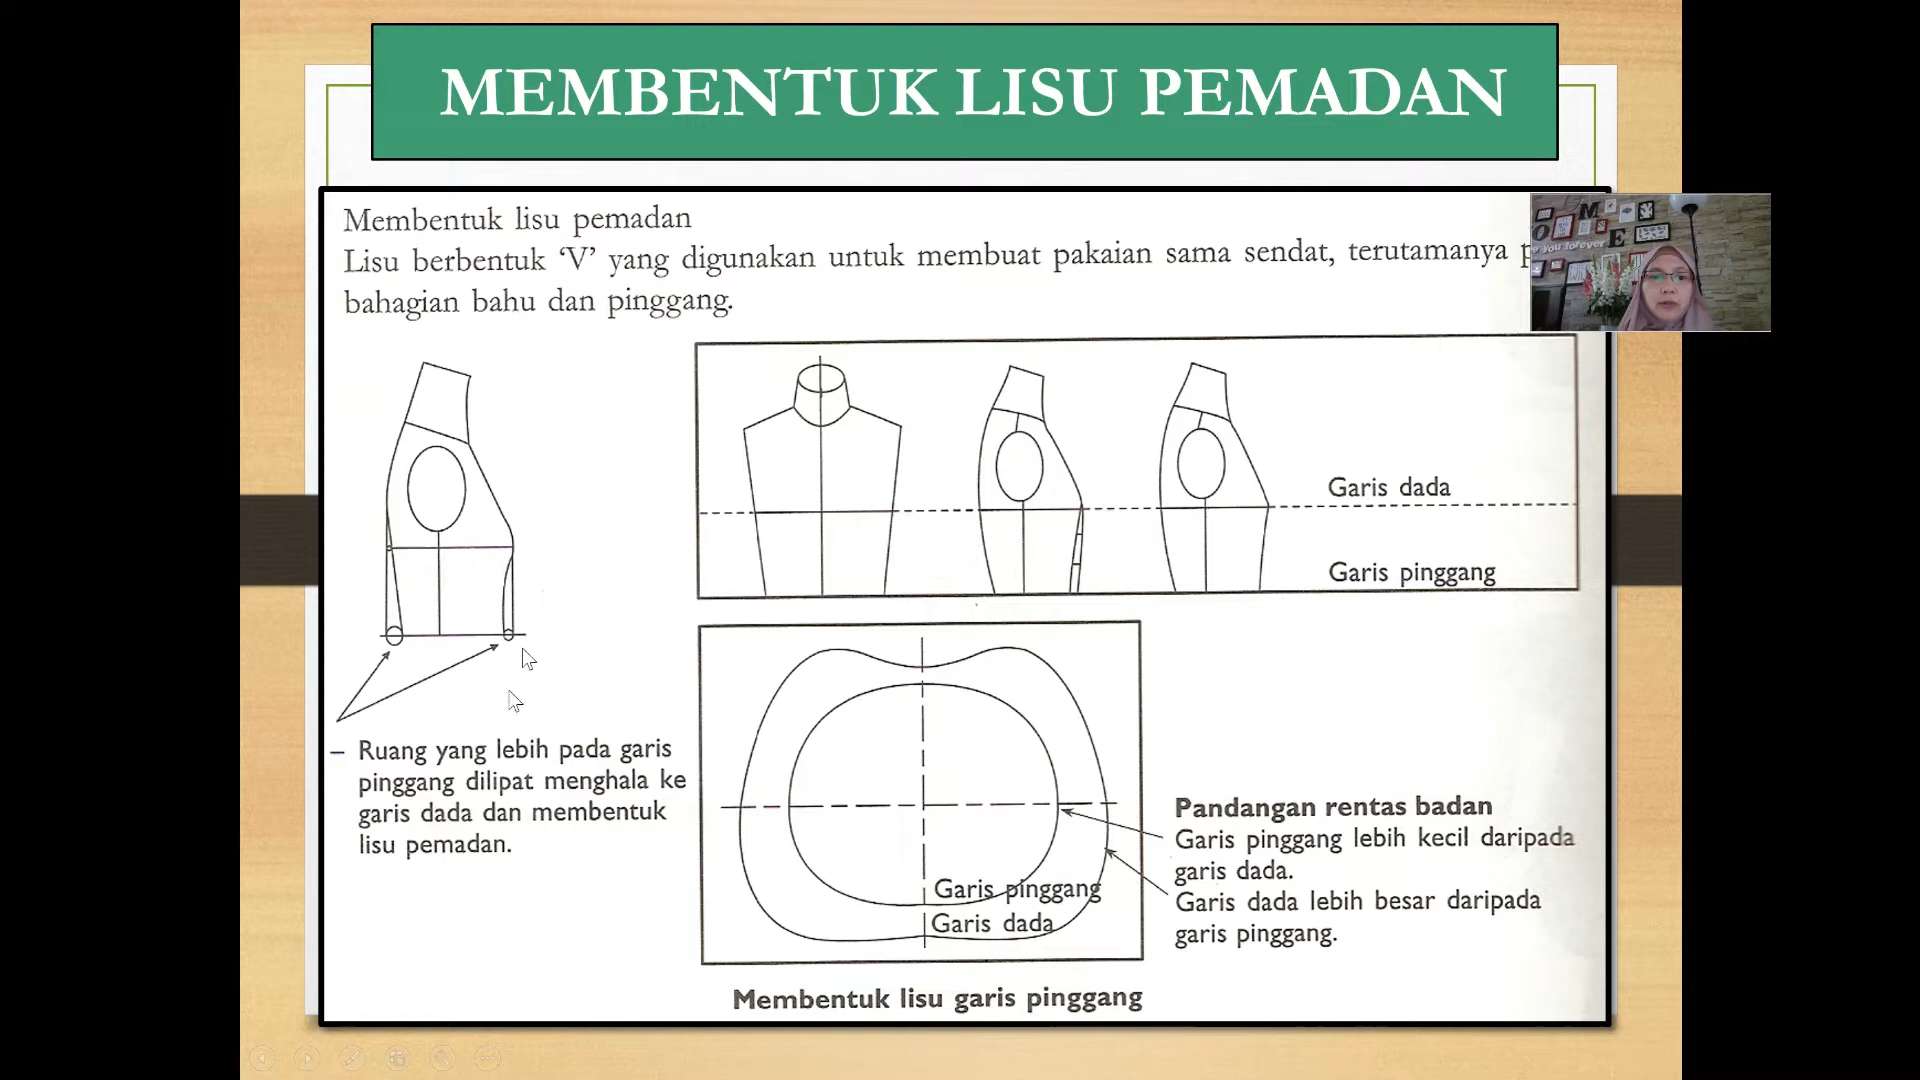 MEMBENTUK LISU PEMADAN
Membentuk lisu pemadan
Lisu berbentuk ‘V’ yang digunakan untuk membuat pakaian sama sendat, terutamanya
bahagian bahu dan pinggang.
Garis dada
Garis pinggang
– Ruang yang lebih pada garis
pinggang dilipat menghala ke
garis dada dan membentuk
lisu pemadan.
Garis pinggang
Garis dada
Pandangan rentas badan
Garis pinggang lebih kecil daripada
garis dada.
Garis dada lebih besar daripada
garis pinggang.
Membentuk lisu garis pinggang
you forever
M
E